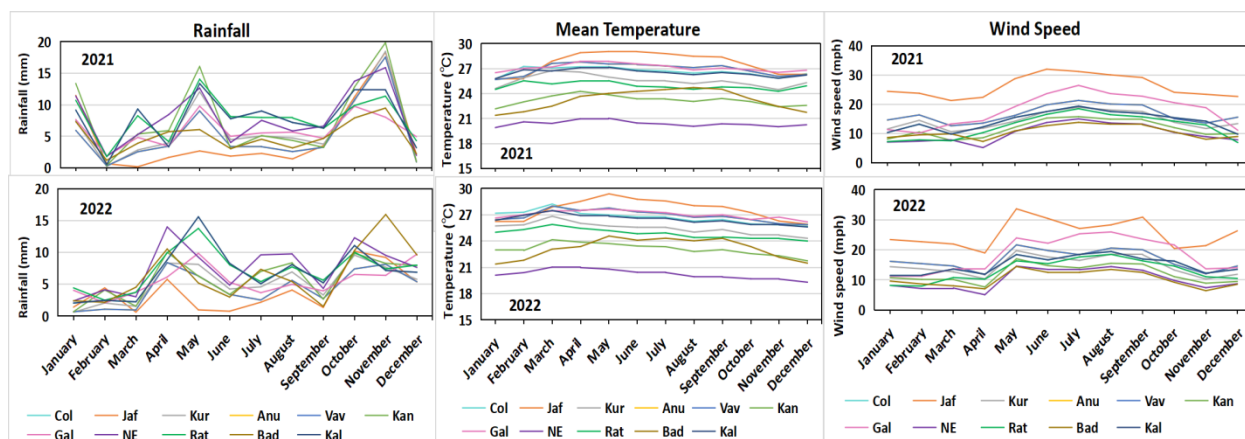 Rainfall
Mean Temperature
Wind Speed
Rainfall (mm)
20
15
10
5
0
2021
Temperature (℃)
30
27
24
21
18
15
2021
Wind speed (mph)
40
30
20
10
0
2021
Rainfall (mm)
20
15
10
5
0
2022
January
February
March
April
May
June
July
August
September
October
November
December
Temperature (℃)
30
27
24
21
18
15
2022
January
February
March
April
May
June
July
August
September
October
November
December
Wind speed (mph)
40
30
20
10
0
2022
January
February
March
April
May
June
July
August
September
October
November
December
Col Jaf Kur Anu Vav Kan
Gal NE Rat Bad Kal
Col Jaf Kur Anu Vav Kan
Gal NE Rat Bad Kal
Col Jaf Kur Anu Vav Kan
Gal NE Rat Bad Kal